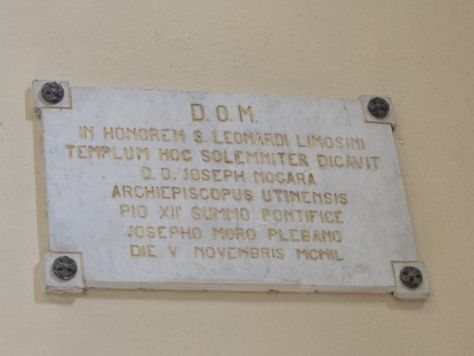 D.O.M.
IN HONOREM S. LEONARDI LIMOSINI
TEMPLUM HOC SOLEMNITER DICAVIT
D. D. JOSEPH NOGARA
ARCHIEPISCOPUS UTINENSIS
PIO XII SUMMO PONTIFICE
JOSEPHO MORO PLEBANO
DIE V NOVEMBRIS MCMIL